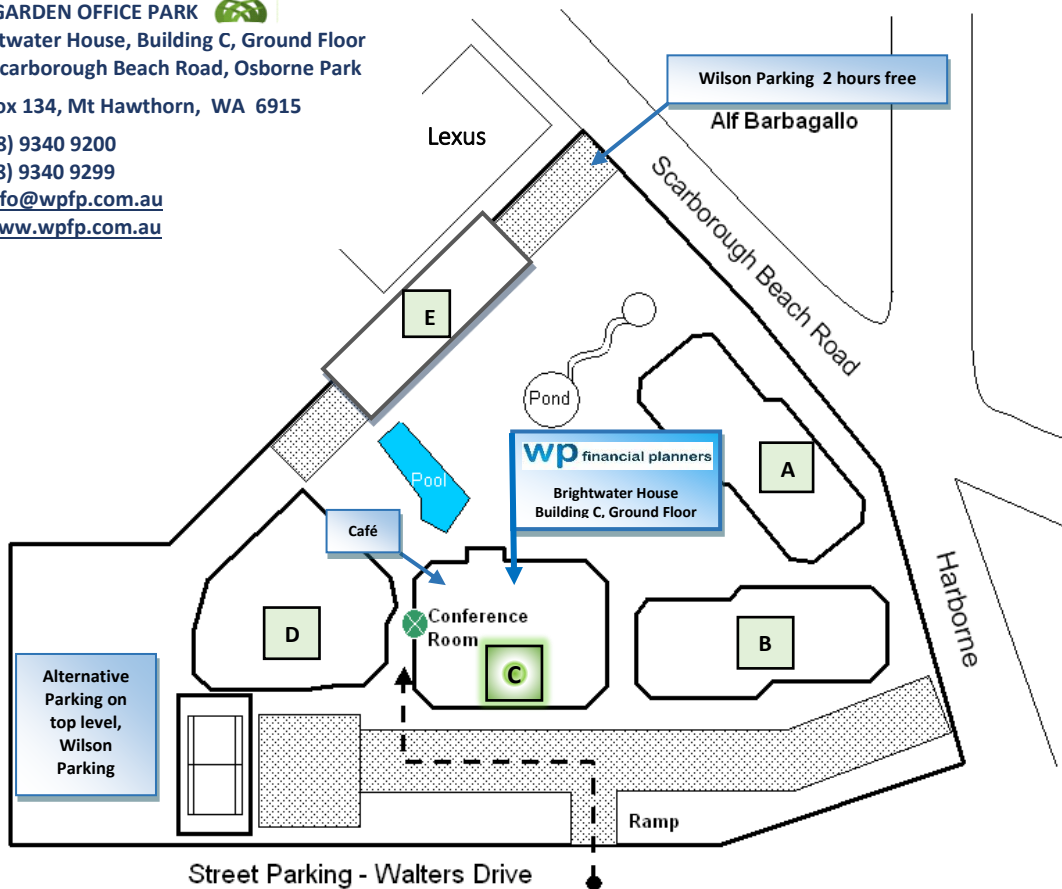 GARDEN OFFICE PARK
twater House, Building C, Ground Floor
carborough Beach Road, Osborne Park
ox 134, Mt Hawthorn, WA 6915
8) 9340 9200
8) 9340 9299
fo@wpfp.com.au
ww.wpfp.com.au
Lexus
Wilson Parking 2 hours free
Alf Barbagallo
Scarborough Beach Road
E
Pond
A
wp financial planners
Brightwater House
Building C, Ground Floor
Pool
Café
Harborne
Conference
Room
D
B
C
Alternative
Parking on
top level,
Wilson
Parking
Ramp
Street Parking - Walters Drive